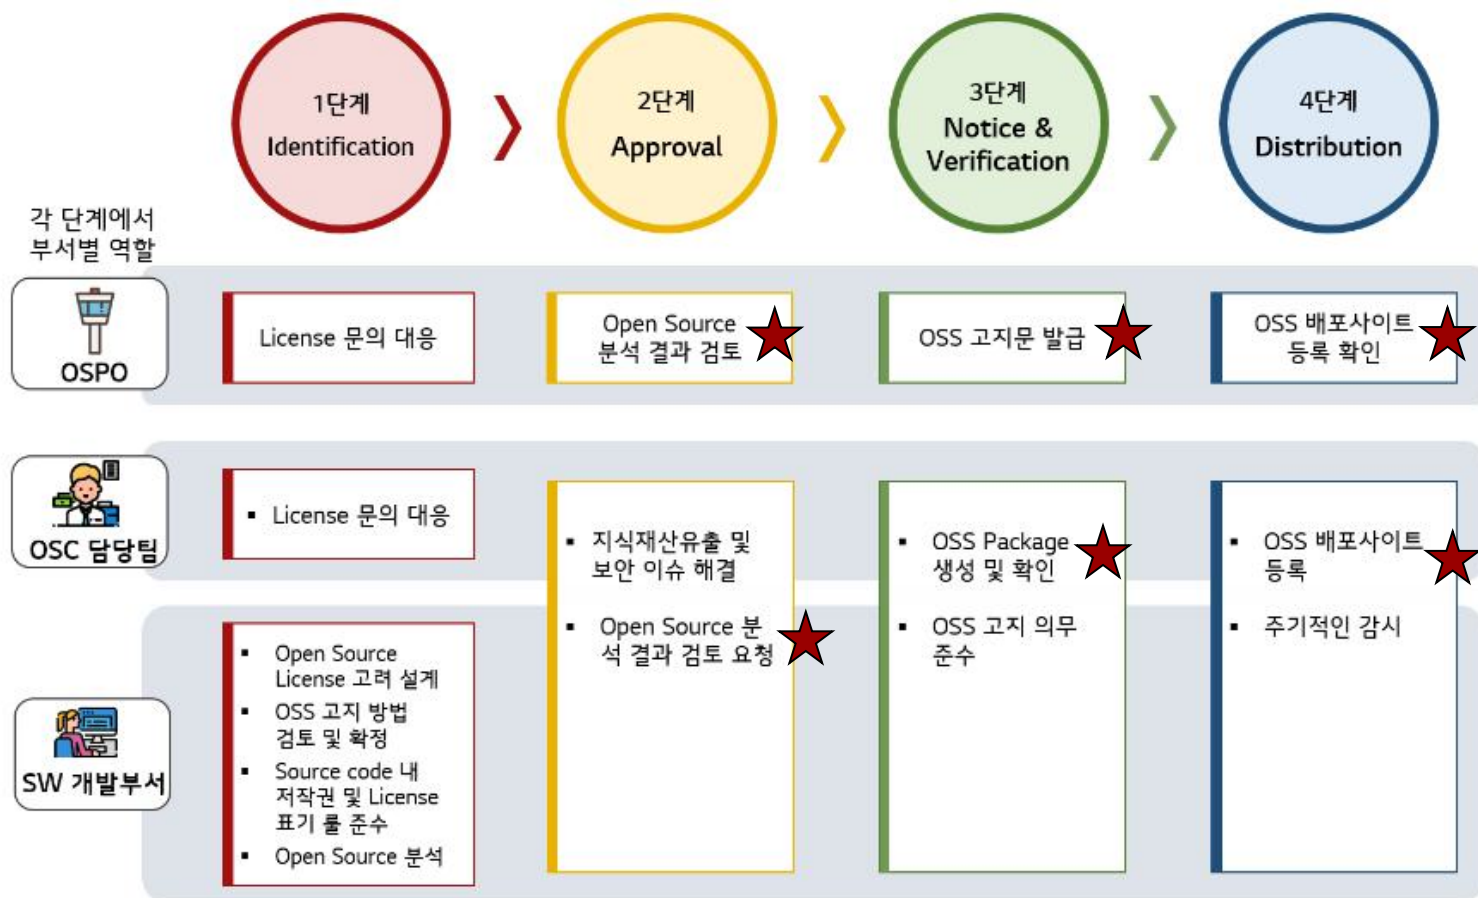 1단계
Identification
2단계
Approval
3단계
Notice &
Verification
4단계
Distribution
각 단계에서
부서별 역할
OSPO
License 문의 대응
Open Source
분석 결과 검토
OSS 고지문 발급
OSS 배포사이트
등록 확인
OSC 담당팀
▪ License 문의 대응
▪ 지식재산유출 및
보안 이슈 해결
▪ Open Source 분
석 결과 검토 요청
▪ OSS Package
생성 및 확인
▪ OSS 고지 의무
준수
▪ OSS 배포사이트
등록
▪ 주기적인 감시
SW 개발부서
▪ Open Source
License 고려 설계
▪ OSS 고지 방법
검토 및 확정
▪ Source code 내
저작권 및 License
표기 룰 준수
▪ Open Source 분석